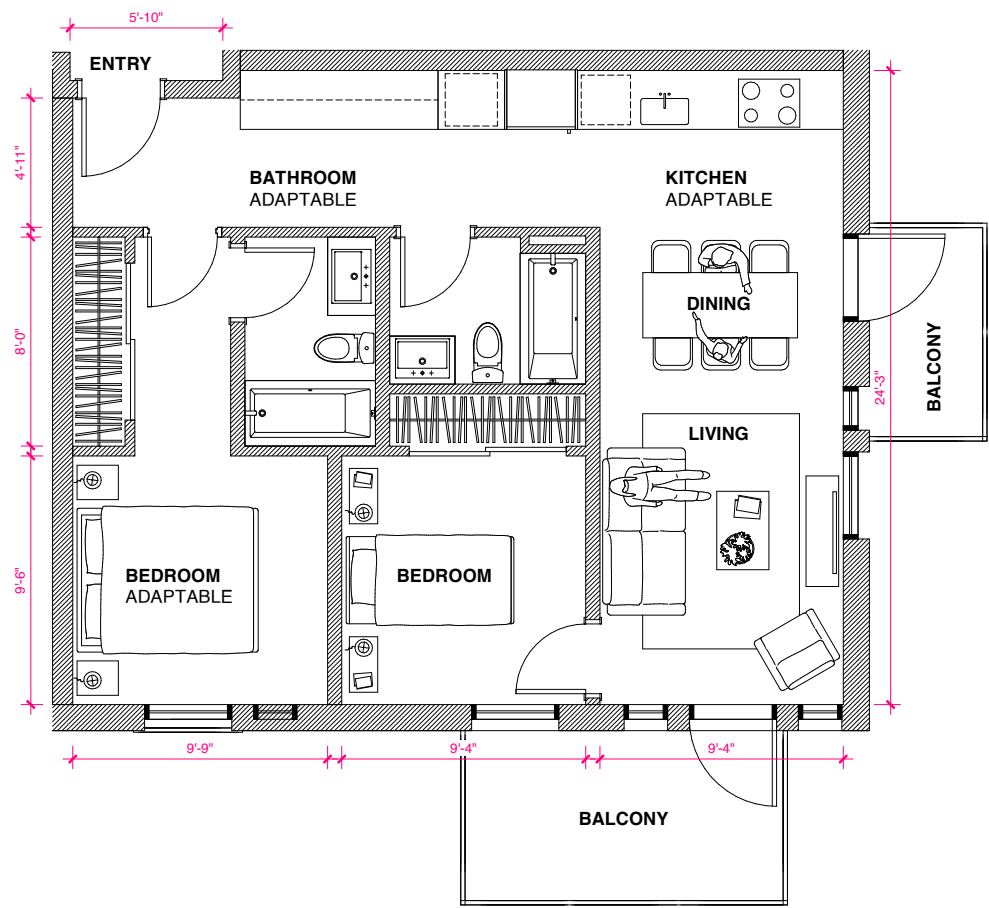 5'-10"
ENTRY
4'-11"
BATHROOM
ADAPTABLE
KITCHEN
ADAPTABLE
8'-0"
DINING
BALCONY
24'-3"
LIVING
9'-6"
BEDROOM
ADAPTABLE
BEDROOM
9'-9"
9'-4"
9'-4"
BALCONY